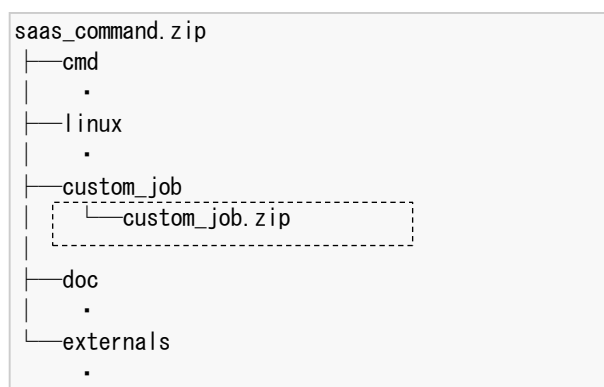 saas_command.zip
├──cmd
│   ・
├──linux
│   ・
├──custom_job
│   └──custom_job.zip
│
├──doc
│   ・
└──externals
    ・